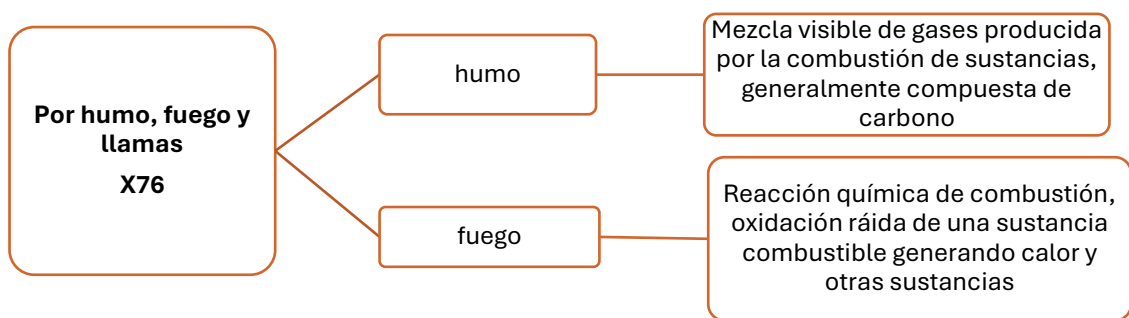 Por humo, fuego y
llamas
X76
humo
Mezcla visible de gases producida
por la combustión de sustancias,
generalmente compuesta de
carbono
fuego
Reacción química de combustión,
oxidación ráida de una sustancia
combustible generando calor y
otras sustancias